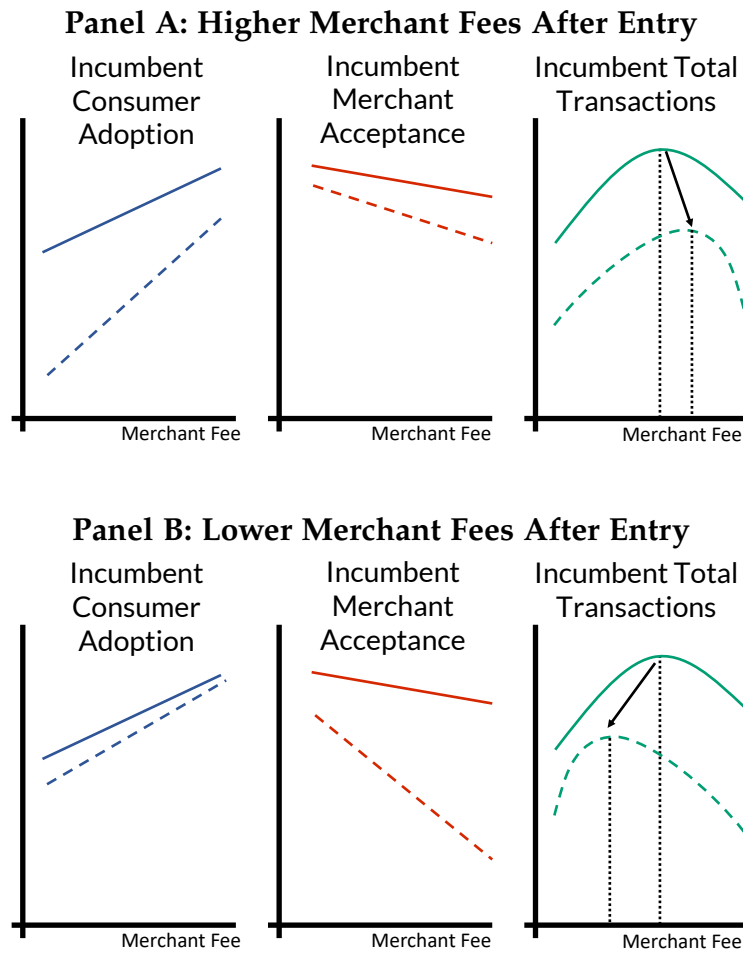 Panel A: Higher Merchant Fees After Entry
Incumbent
Consumer
Adoption
Incumbent
Merchant
Acceptance
Incumbent Total
Transactions
Merchant Fee
Merchant Fee
Merchant Fee
Panel B: Lower Merchant Fees After Entry
Incumbent
Consumer
Adoption
Incumbent
Merchant
Acceptance
Incumbent Total
Transactions
Merchant Fee
Merchant Fee
Merchant Fee